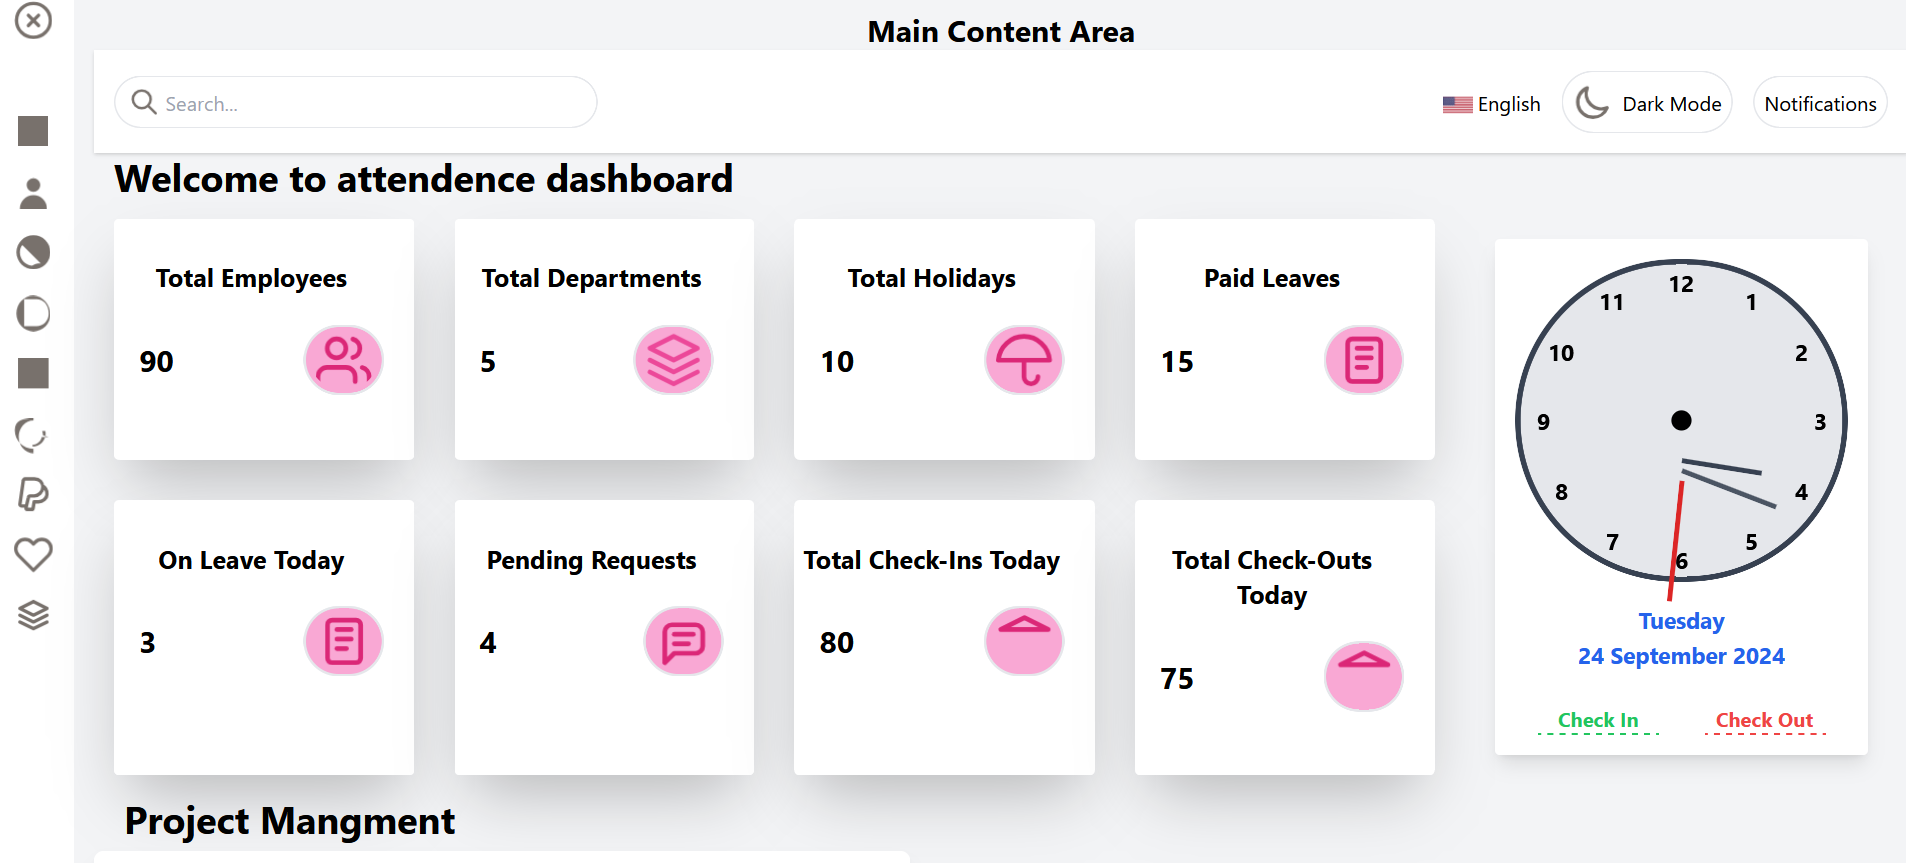 Main Content Area
Search...
English
Dark Mode
Notifications
Welcome to attendence dashboard
Total Employees
90
Total Departments
5
Total Holidays
10
Paid Leaves
15
On Leave Today
3
Pending Requests
4
Total Check-Ins Today
80
Total Check-Outs
Today
75
12
1
2
3
4
5
6
7
8
9
10
11
Tuesday
24 September 2024
Check In
Check Out
Project Mangment